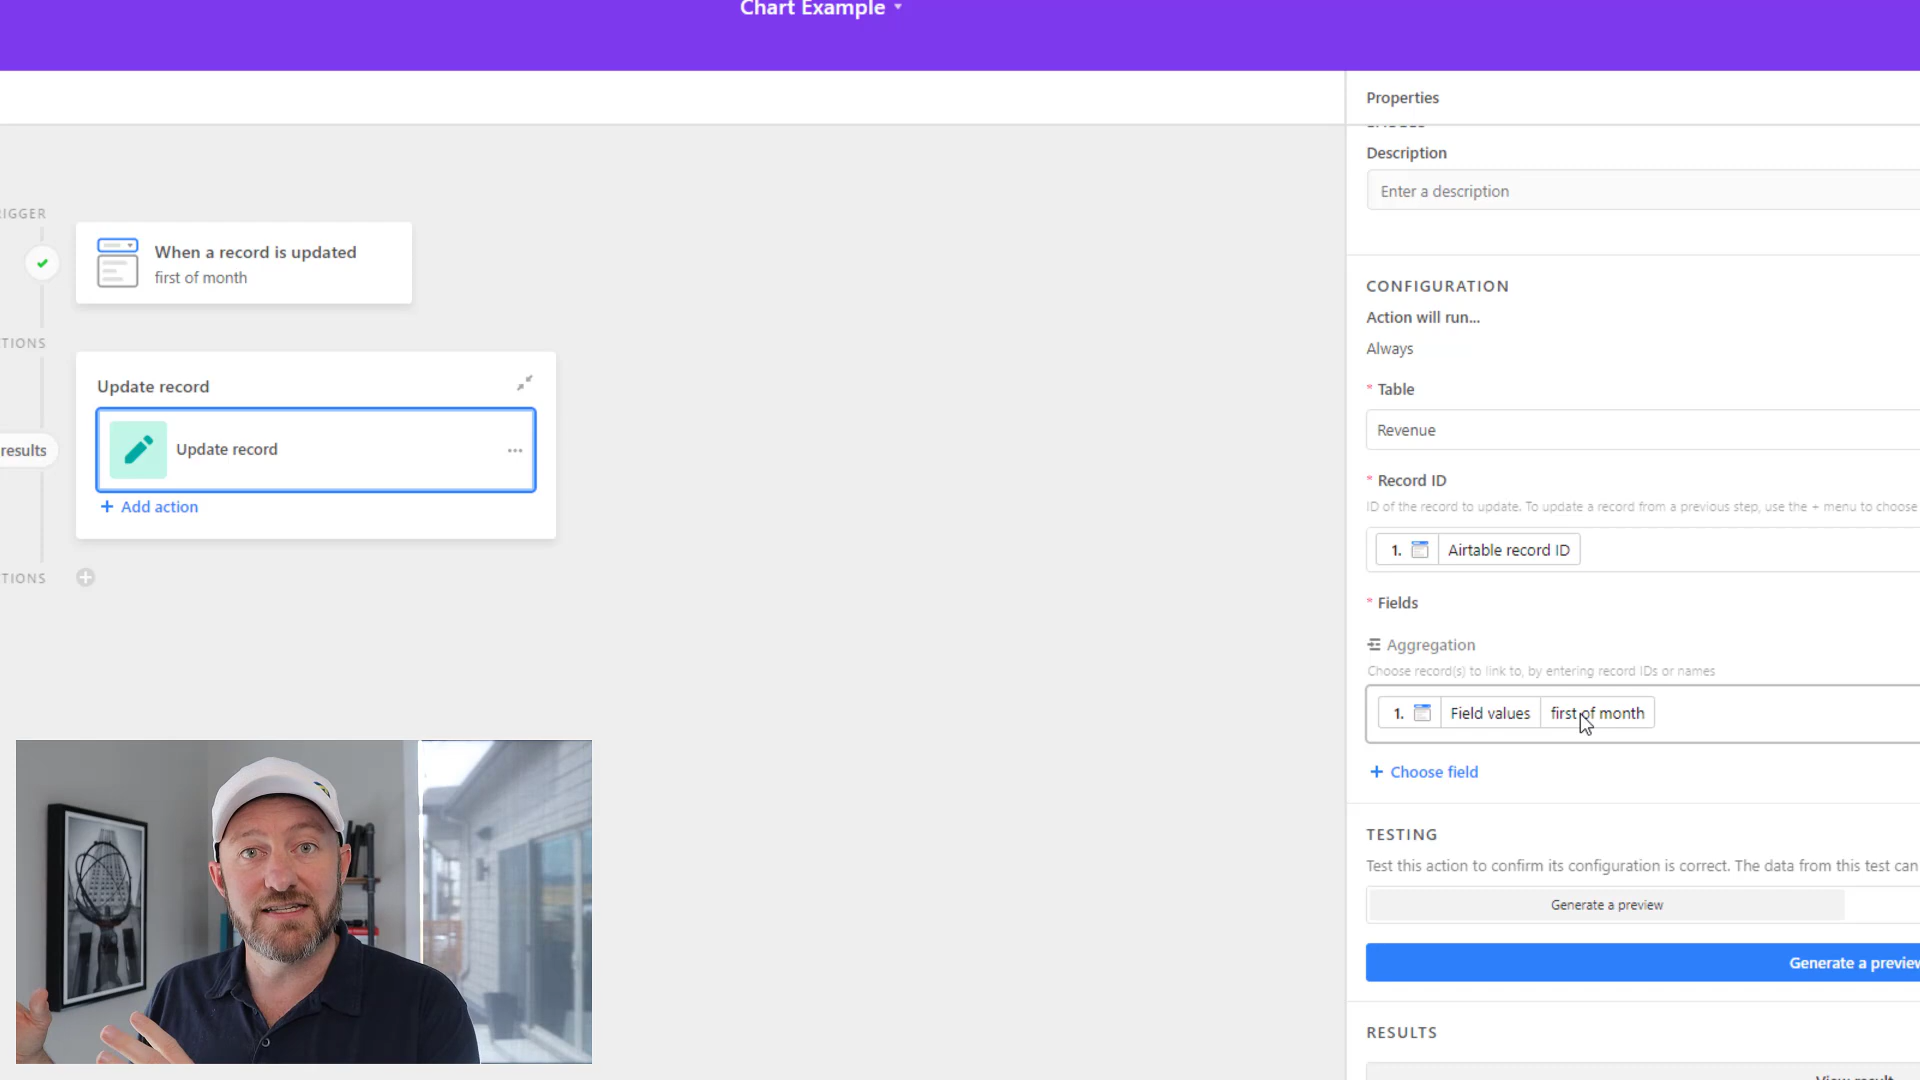 Chart Example
Properties
Description
Enter a description
RIGGER
When a record is updated
first of month
CONFIGURATION
Action will run...
Always
TIONS
* Table
Revenue
Update record
Update record
results
+ Add action
* Record ID
ID of the record to update. To update a record from a previous step, use the + menu to choose
1. Airtable record ID
TIONS
* Fields
Aggregation
Choose record(s) to link to, by entering record IDs or names
1. Field values first of month
+ Choose field
TESTING
Test this action to confirm its configuration is correct. The data from this test can
Generate a preview
Generate a preview
RESULTS
View result